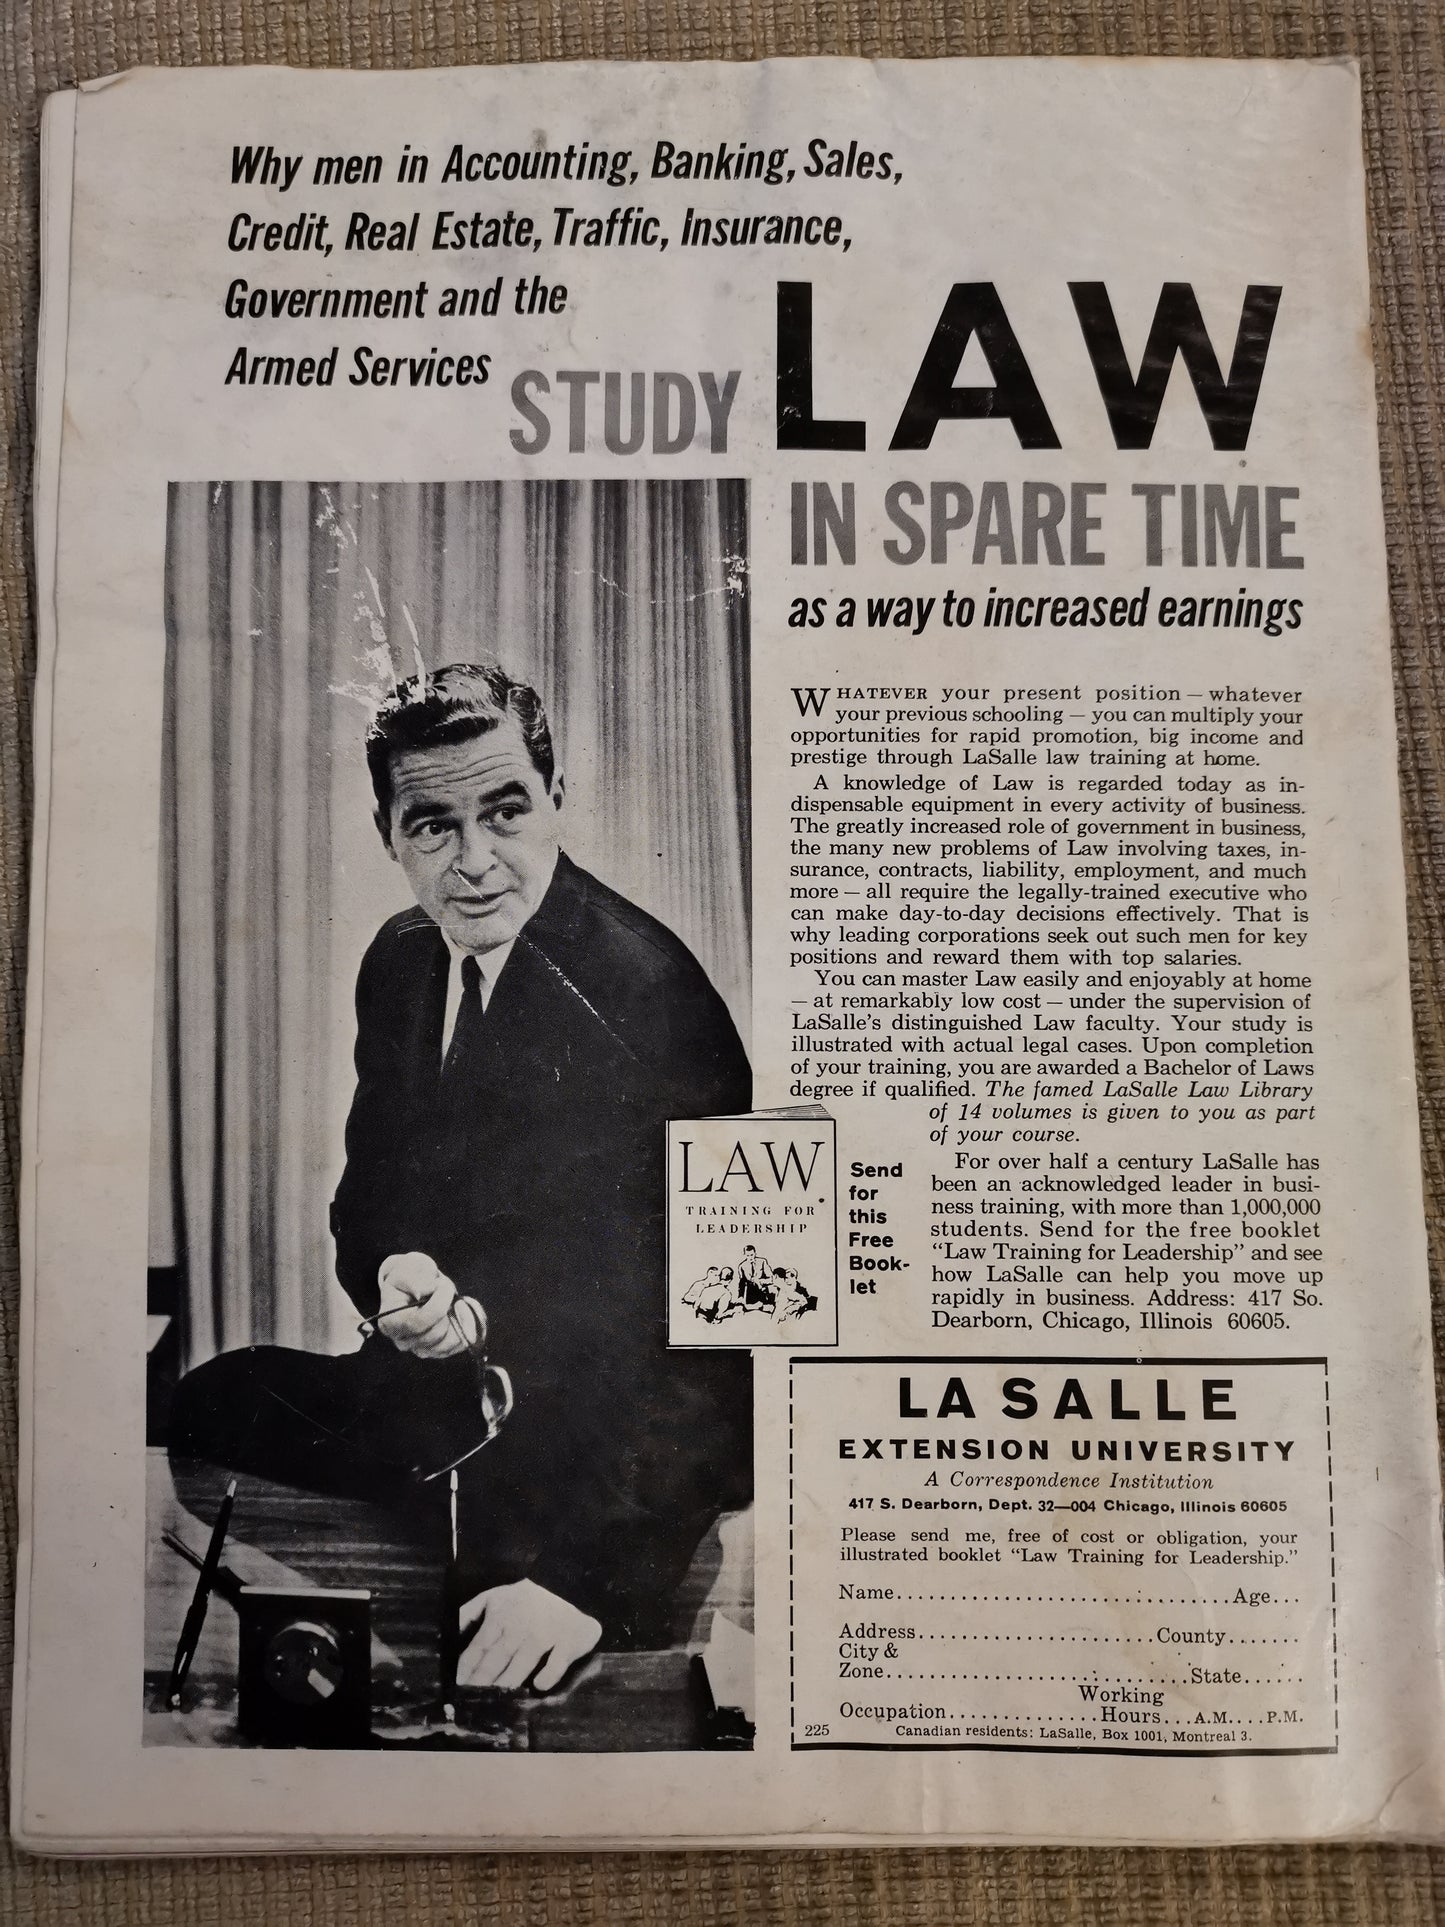 Why men in Accounting, Banking, Sales,
Credit, Real Estate, Traffic, Insurance,
Government and the
Armed Services
STUDY LAW
IN SPARE TIME
as a way to increased earnings
WHATEVER your present position — whatever
your previous schooling — you can multiply your
opportunities for rapid promotion, big income and
prestige through LaSalle law training at home.
A knowledge of Law is regarded today as in-
dispensable equipment in every activity of business.
The greatly increased role of government in business,
the many new problems of Law involving taxes, in-
surance, contracts, liability, employment, and much
more — all require the legally-trained executive who
can make day-to-day decisions effectively. That is
why leading corporations seek out such men for key
positions and reward them with top salaries.
You can master Law easily and enjoyably at home
— at remarkably low cost — under the supervision of
LaSalle's distinguished Law faculty. Your study is
illustrated with actual legal cases. Upon completion
of your training, you are awarded a Bachelor of Laws
degree if qualified. The famed LaSalle Law Library
of 14 volumes is given to you as part
of your course.
For over half a century LaSalle has
been an acknowledged leader in busi-
ness training, with more than 1,000,000
students. Send for the free booklet
"Law Training for Leadership" and see
how LaSalle can help you move up
rapidly in business. Address: 417 So.
Dearborn, Chicago, Illinois 60605.
LAW
TRAINING FOR
LEADERSHIP
Send
for
this
Free
Book-
let
LA SALLE
EXTENSION UNIVERSITY
A Correspondence Institution
417 S. Dearborn, Dept. 32—004 Chicago, Illinois 60605
Please send me, free of cost or obligation, your
illustrated booklet "Law Training for Leadership."
Name.................................Age...
Address.......................County.......
City &
Zone..............................State......
Working
Occupation..............Hours...A.M....P.M.
225 Canadian residents: LaSalle, Box 1001, Montreal 3.